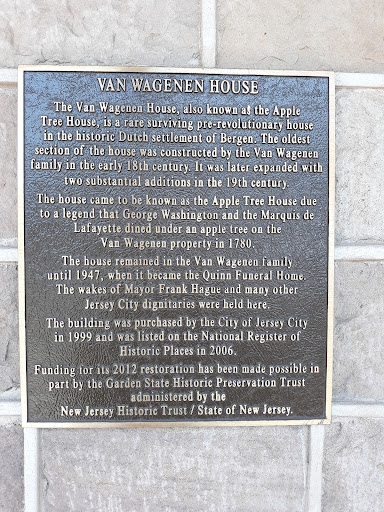 VAN WAGENEN HOUSE
The Van Wagenen House, also known at the Apple
Tree House, is a rare surviving pre-revolutionary house
in the historic Dutch settlement of Bergen. The oldest
section of the house was constructed by the Van Wagenen
family in the early 18th century. It was later expanded with
two substantial additions in the 19th century.
The house came to be known as the Apple Tree House due
to a legend that George Washington and the Marquis de
Lafayette dined under an apple tree on the
Van Wagenen property in 1780.
The house remained in the Van Wagenen family
until 1947, when it became the Quinn Funeral Home.
The wakes of Mayor Frank Hague and many other
Jersey City dignitaries were held here.
The building was purchased by the City of Jersey City
in 1999 and was listed on the National Register of
Historic Places in 2006.
Funding for its 2012 restoration has been made possible in
part by the Garden State Historic Preservation Trust
administered by the
New Jersey Historic Trust / State of New Jersey.